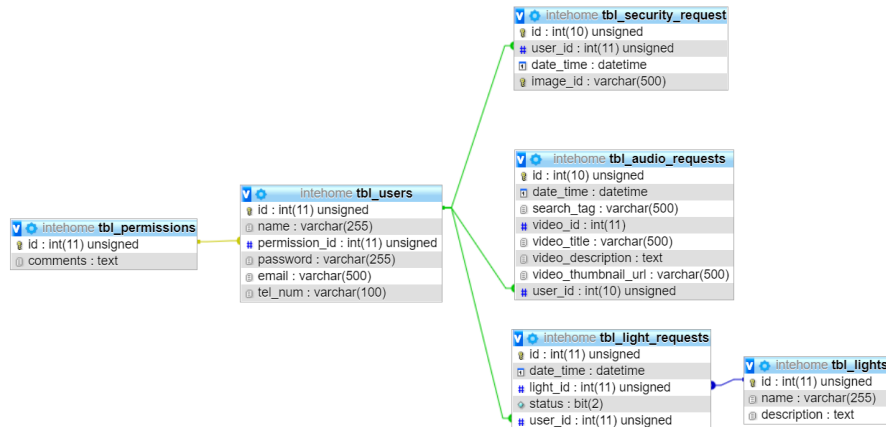 intehome tbl_security_request
id : int(10) unsigned
user_id : int(11) unsigned
date_time : datetime
image_id : varchar(500)
intehome tbl_audio_requests
id : int(10) unsigned
date_time : datetime
search_tag : varchar(500)
video_id : int(11)
video_title : varchar(500)
video_description : text
video_thumbnail_url : varchar(500)
user_id : int(10) unsigned
intehome tbl_users
id : int(11) unsigned
name : varchar(255)
permission_id : int(11) unsigned
password : varchar(255)
email : varchar(500)
tel_num : varchar(100)
intehome tbl_permissions
id : int(11) unsigned
comments : text
intehome tbl_light_requests
id : int(11) unsigned
date_time : datetime
light_id : int(11) unsigned
status : bit(2)
user_id : int(11) unsigned
intehome tbl_lights
id : int(11) unsigned
name : varchar(255)
description : text